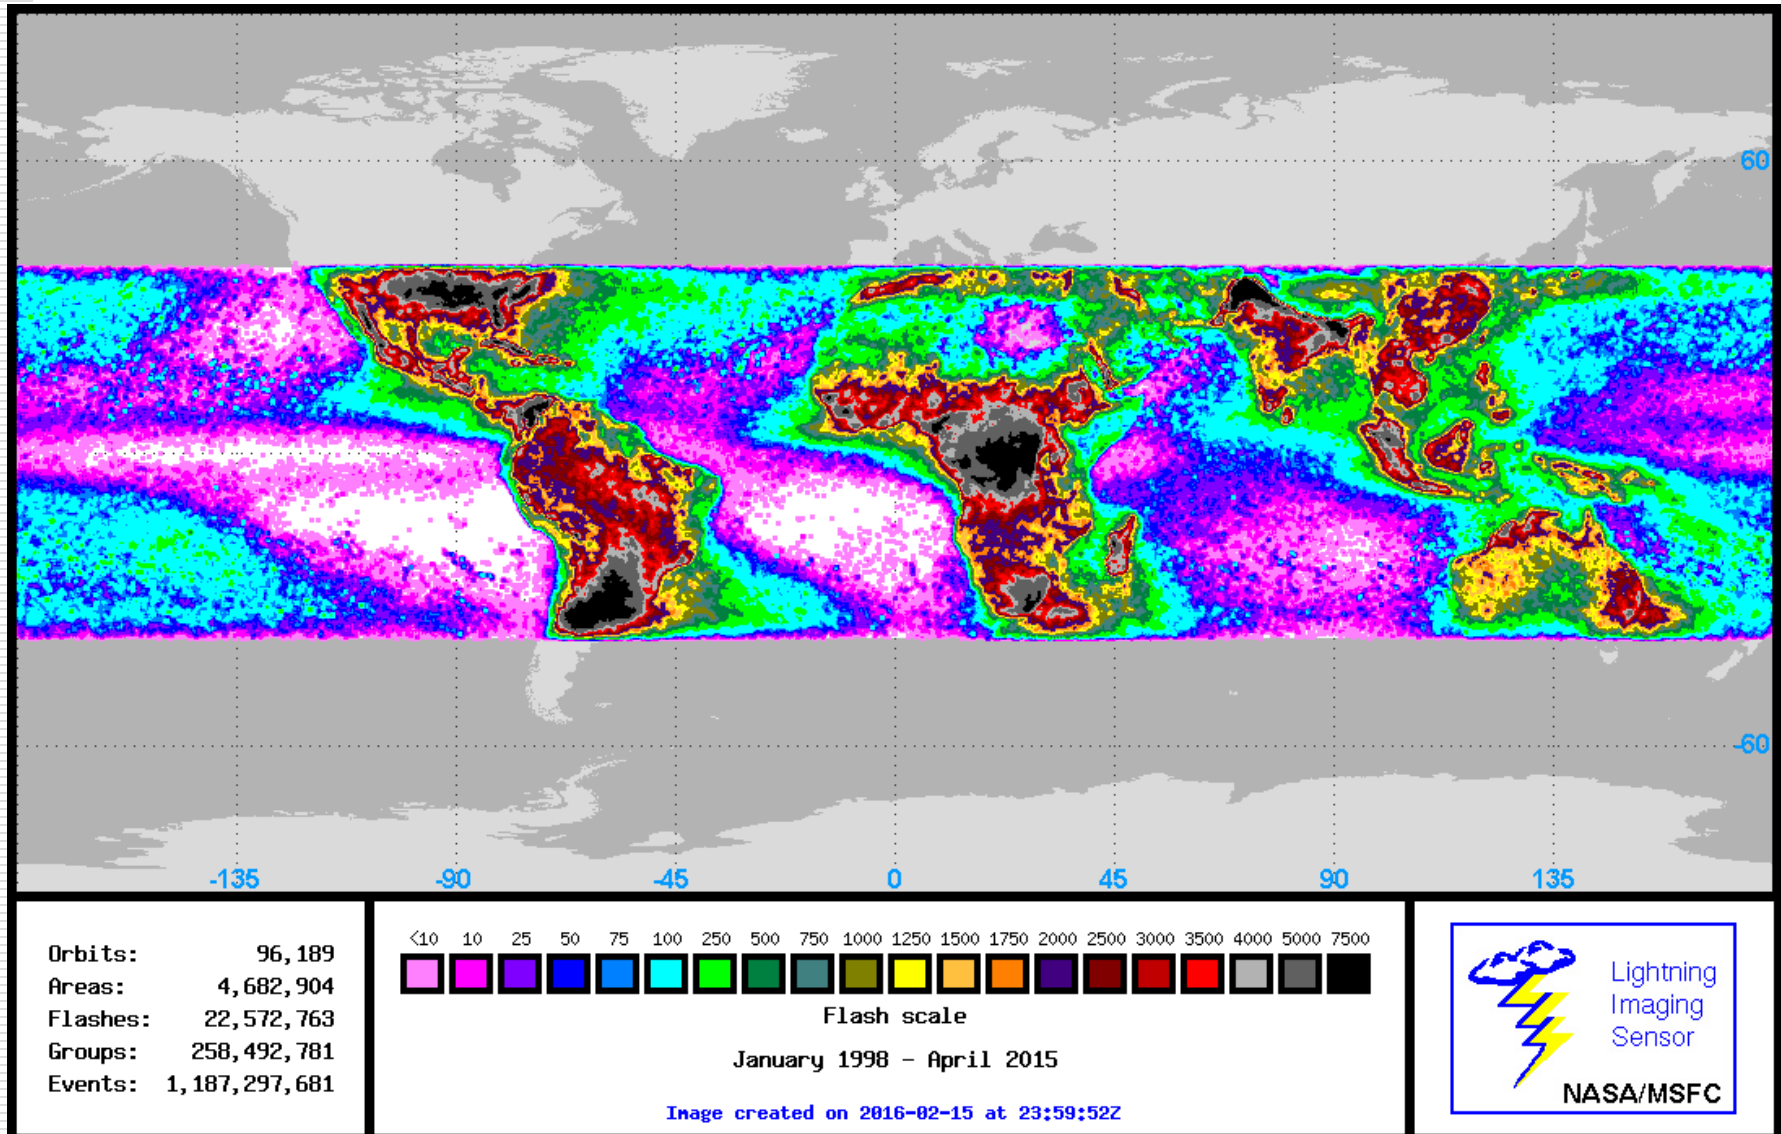 60
-60
-135 -90 -45 0 45 90 135
Orbits: 96,189
Areas: 4,682,904
Flashes: 22,572,763
Groups: 258,492,781
Events: 1,187,297,681
<10 10 25 50 75 100 250 500 750 1000 1250 1500 1750 2000 2500 3000 3500 4000 5000 7500
Flash scale
January 1998 - April 2015
Image created on 2016-02-15 at 23:59:52Z
Lightning
Imaging
Sensor
NASA/MSFC